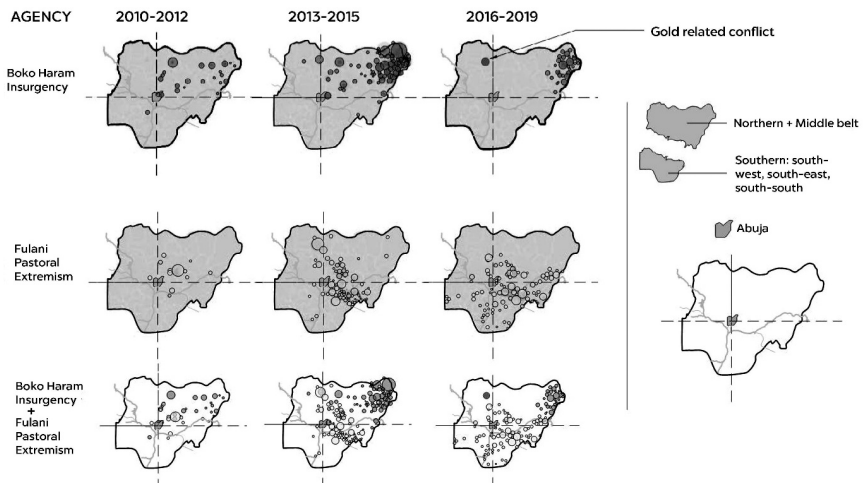 AGENCY
2010-2012
2013-2015
2016-2019
Gold related conflict
Boko Haram
Insurgency
Northern + Middle belt
Southern: south-
west, south-east,
south-south
Abuja
Fulani
Pastoral
Extremism
Boko Haram
Insurgency
+
Fulani
Pastoral
Extremism